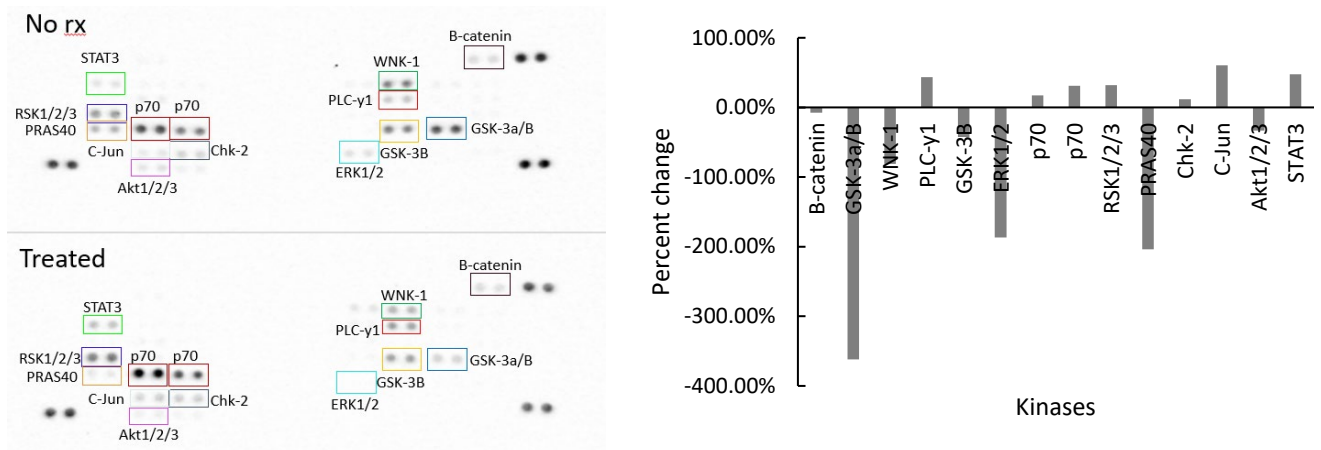 No rx
B-catenin
STAT3
WNK-1
PLC-y1
RSK1/2/3
p70
p70
PRAS40
GSK-3a/B
C-Jun
Chk-2
GSK-3B
ERK1/2
Akt1/2/3
Treated
B-catenin
STAT3
WNK-1
PLC-y1
RSK1/2/3
p70
p70
GSK-3a/B
PRAS40
GSK-3B
C-Jun
Chk-2
ERK1/2
Akt1/2/3
Percent change
100.00%
0.00%
-100.00%
-200.00%
-300.00%
-400.00%
B-catenin
GSK-3a/B
WNK-1
PLC-y1
GSK-3B
ERK1/2
p70
p70
RSK1/2/3
PRAS40
Chk-2
C-Jun
Akt1/2/3
STAT3
Kinases